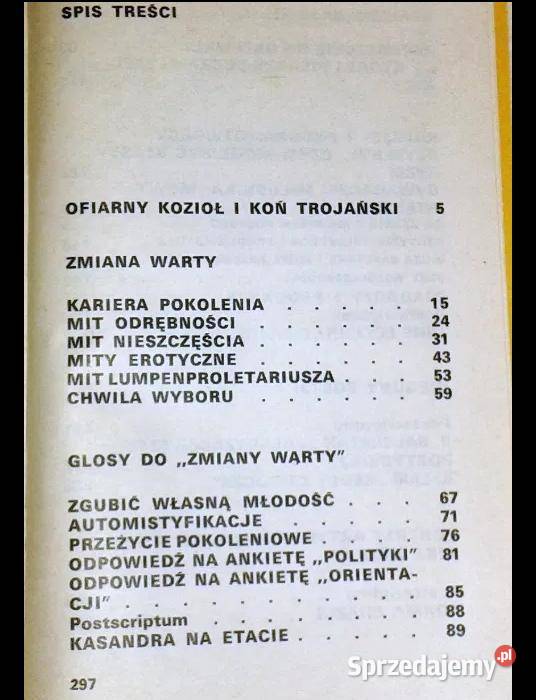 SPIS TREŚCI
OFIARNY KOZIOŁ I KOŃ TROJAŃSKI 5
ZMIANA WARTY
KARIERA POKOLENIA . . . . 15
MIT ODRĘBNOŚCI . . . . . 24
MIT NIESZCZĘŚCIA . . . . . 31
MITY EROTYCZNE . . . . . 43
MIT LUMPENPROLETARIUSZA . . . 53
CHWILA WYBORU . . . . . 59
GLOSY DO „ZMIANY WARTY”
ZGUBIĆ WŁASNĄ MŁODOŚĆ . . . 67
AUTOMISTYFIKACJE . . . . 71
PRZEŻYCIE POKOLENIOWE . . . 76
ODPOWIEDŹ NA ANKIETĘ „POLITYKI” 81
ODPOWIEDŹ NA ANKIETĘ „ORIENTA-
CJI” . . . . . . . . . 85
Postscriptum . . . . . . 88
KASANDRA NA ETACIE . . . . 89
297
Sprzedajemy.pl